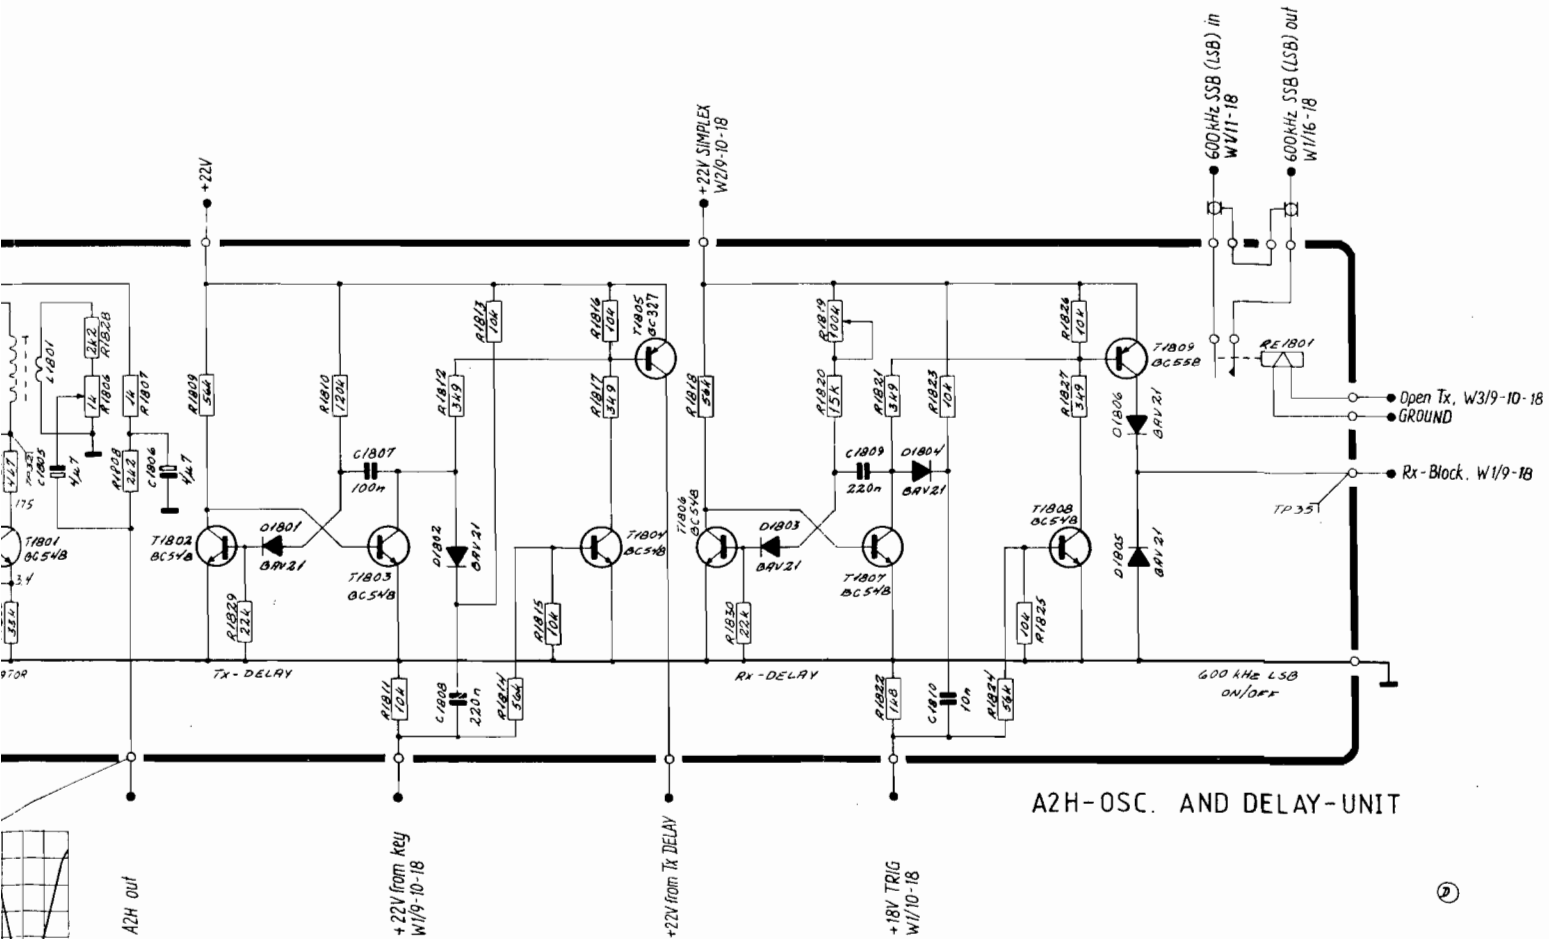 600kHz SSB (LSB) in
W1/11-18
600kHz SSB (LSB) out
W1/16-18
+22V
+22V SIMPLEX
W2/9-10-18
L1801
2k2
R1828
1k
R1806
1k
R1807
R1808
2k2
C1805
4µ7
C1806
4µ7
4k7
175
T1801
BC548
3.4
R1809
56k
R1810
120k
R1812
3k9
R1813
10k
R1816
10k
R1817
3k9
T1805
BC327
R1818
56k
R1819
100k
R1820
15k
R1821
3k9
R1823
10k
R1826
10k
R1827
3k9
T1809
BC558
RE1801
Open Tx, W3/9-10-18
GROUND
Rx-Block, W1/9-18
TP35
D1806
BAV21
D1805
BAV21
C1807
100n
C1809
220n
D1804
BAV21
T1802
BC548
D1801
BAV21
T1803
BC548
D1802
BAV21
T1804
BC548
T1806
BC548
D1803
BAV21
T1807
BC548
T1808
BC548
R1829
22k
R1815
10k
R1830
22k
10k
R1825
TX-DELAY
RX-DELAY
600 kHz LSB
ON/OFF
R1811
10k
C1808
220n
R1814
56k
R1822
1k8
C1810
10n
R1824
56k
A2H-OSC. AND DELAY-UNIT
A2H out
+22V from key
W1/9-10-18
+22V from Tx DELAY
+18V TRIG
W1/10-18
D